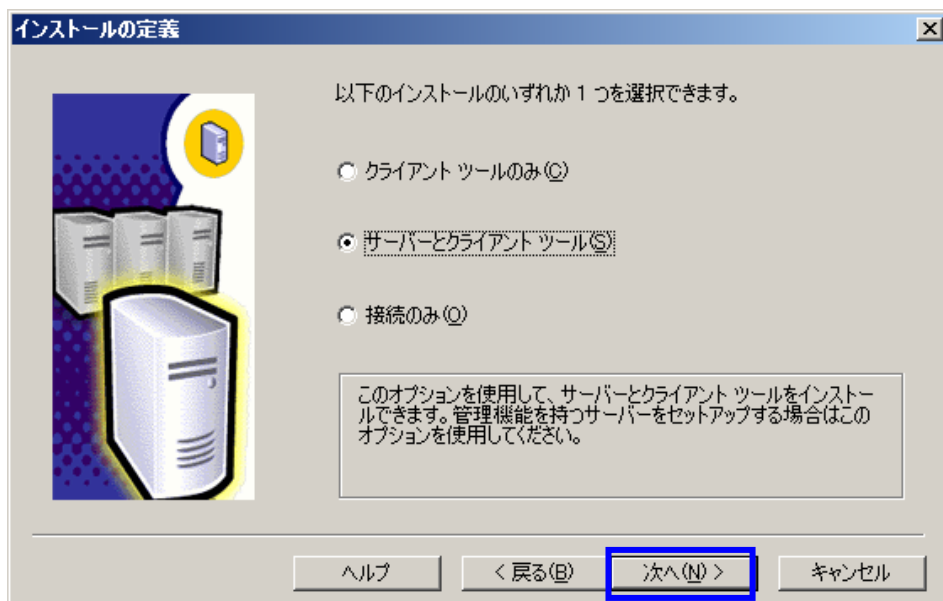 インストールの定義
以下のインストールのいずれか 1 つを選択できます。
クライアント ツールのみ(C)
サーバーとクライアント ツール(S)
接続のみ(O)
このオプションを使用して、サーバーとクライアント ツールをインストー
ルできます。管理機能を持つサーバーをセットアップする場合はこの
オプションを使用してください。
ヘルプ
< 戻る(B)
次へ(N) >
キャンセル